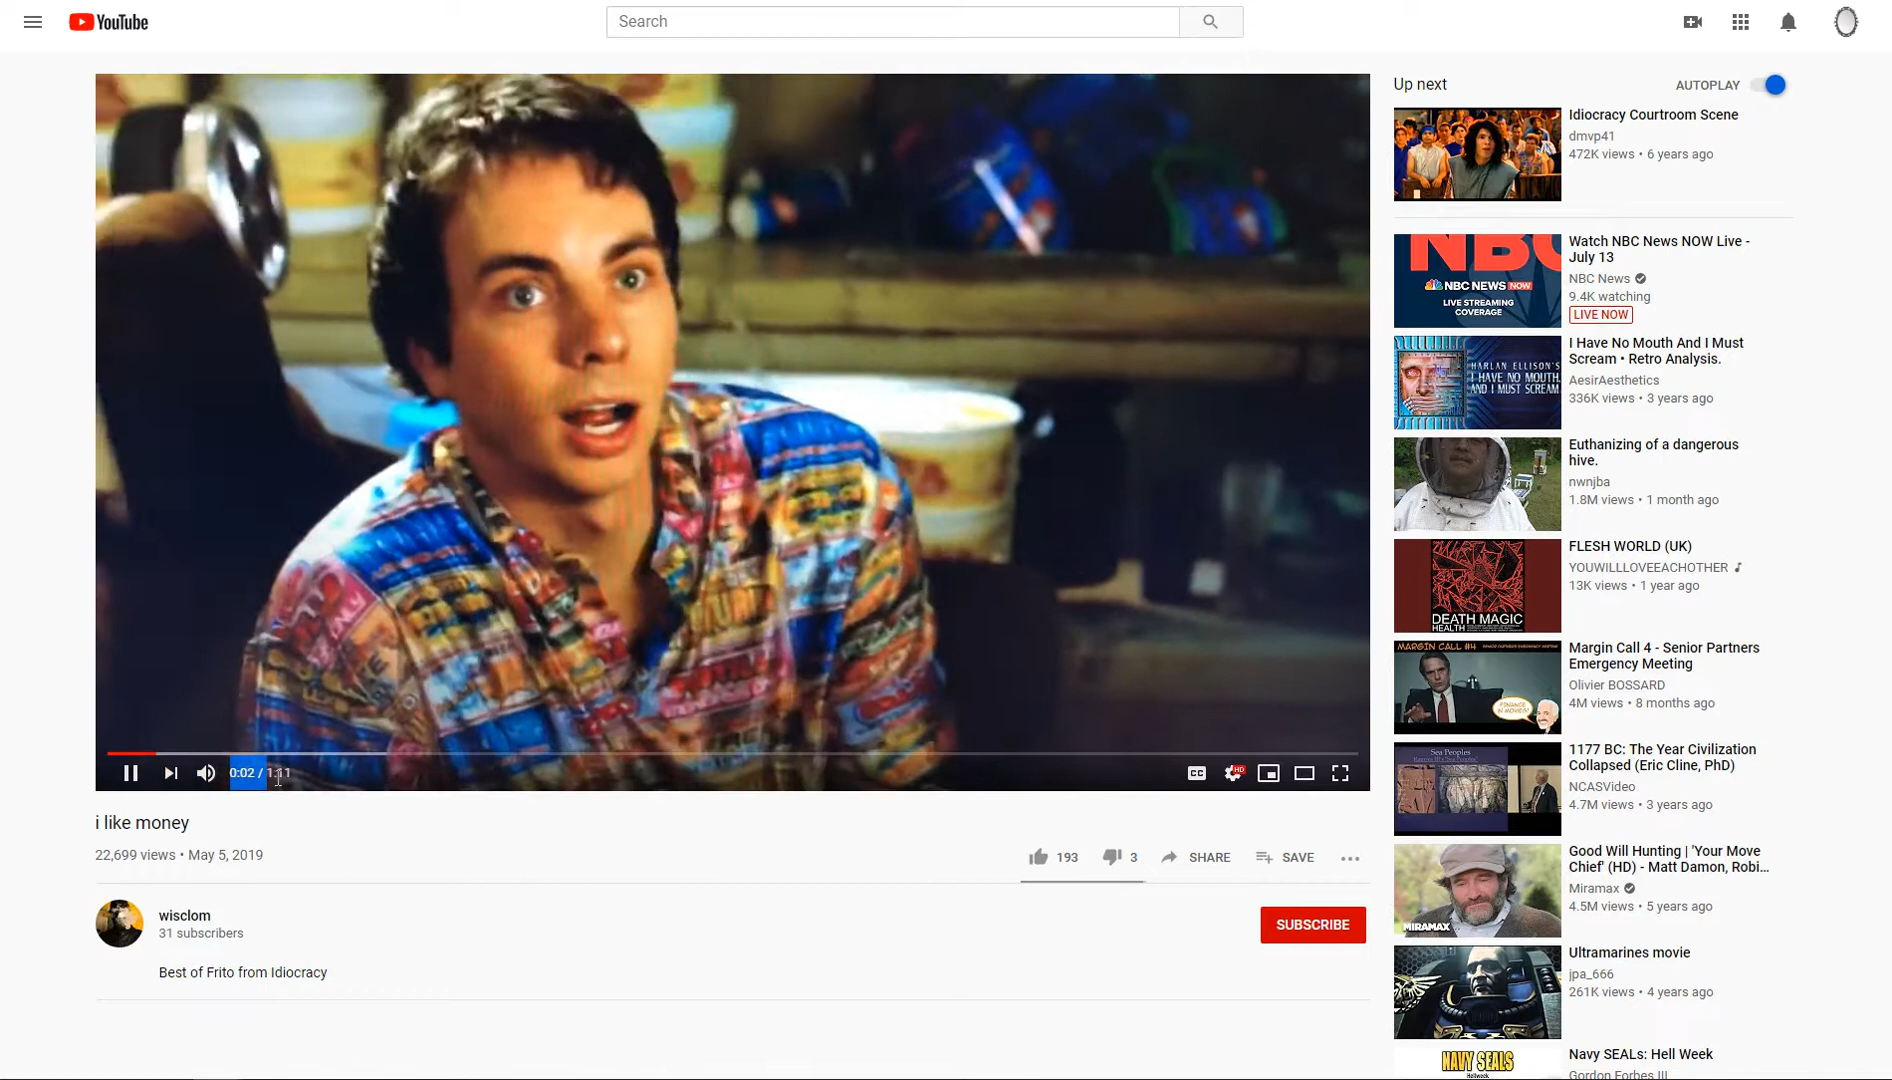 YouTube
Search
Up next
AUTOPLAY
Idiocracy Courtroom Scene
dmvp41
472K views • 6 years ago
NBC
NBC NEWS NOW
LIVE STREAMING
COVERAGE
Watch NBC News NOW Live -
July 13
NBC News
9.4K watching
LIVE NOW
HARLAN ELLISON'S
I HAVE NO MOUTH,
AND I MUST SCREAM
I Have No Mouth And I Must
Scream • Retro Analysis.
AesirAesthetics
336K views • 3 years ago
Euthanizing of a dangerous
hive.
nwnjba
1.8M views • 1 month ago
DEATH MAGIC
HEALTH
FLESH WORLD (UK)
YOUWILLLOVEEACHOTHER
13K views • 1 year ago
MARGIN CALL #4
FINANCE
IN MOVIES!
Margin Call 4 - Senior Partners
Emergency Meeting
Olivier BOSSARD
4M views • 8 months ago
Sea Peoples
1177 BC: The Year Civilization
Collapsed (Eric Cline, PhD)
NCASVideo
4.7M views • 3 years ago
MIRAMAX
Good Will Hunting | 'Your Move
Chief' (HD) - Matt Damon, Robi...
Miramax
4.5M views • 5 years ago
Ultramarines movie
jpa_666
261K views • 4 years ago
NAVY SEALS
Hellweek
Navy SEALs: Hell Week
Gordon Forbes III
0:02 / 1:11
CC
HD
i like money
22,699 views • May 5, 2019
193
3
SHARE
SAVE
wisclom
31 subscribers
SUBSCRIBE
Best of Frito from Idiocracy